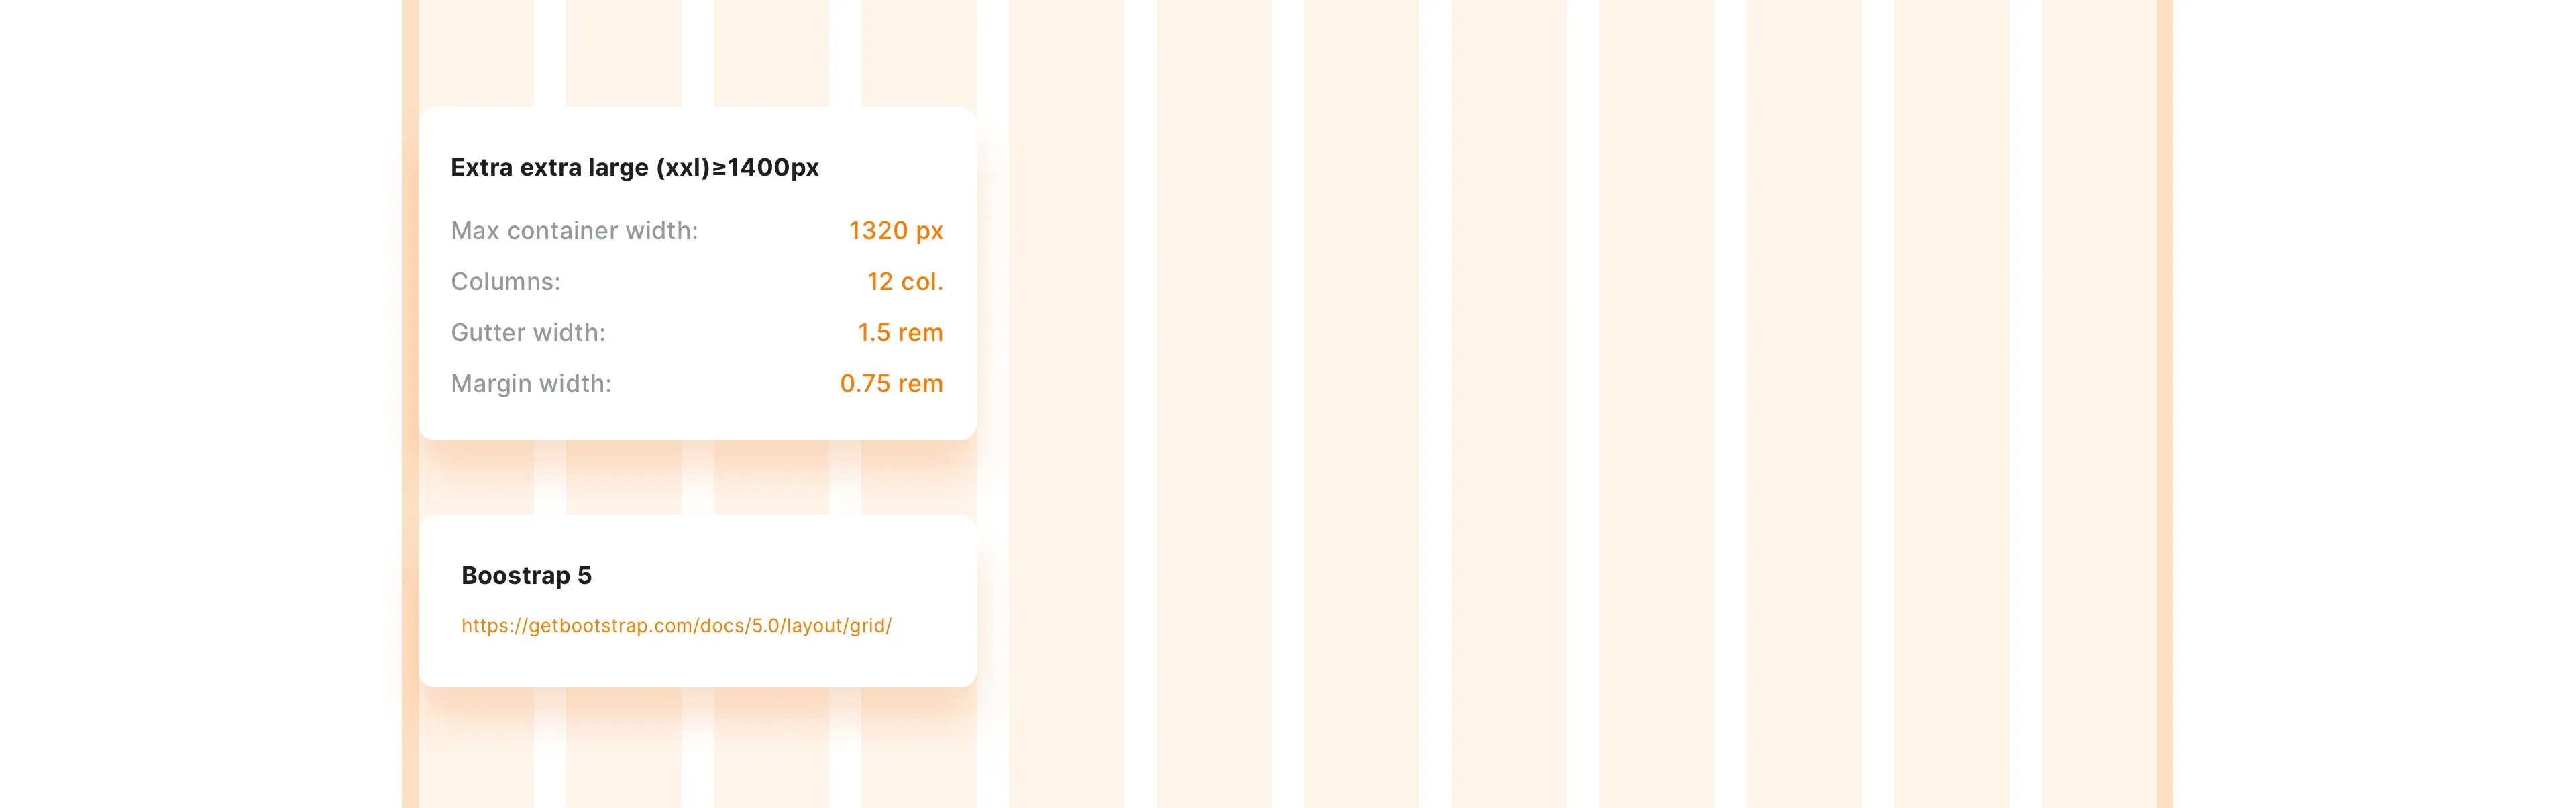 Extra extra large (xxl)≥1400px
Max container width: 1320 px
Columns: 12 col.
Gutter width: 1.5 rem
Margin width: 0.75 rem
Boostrap 5
https://getbootstrap.com/docs/5.0/layout/grid/